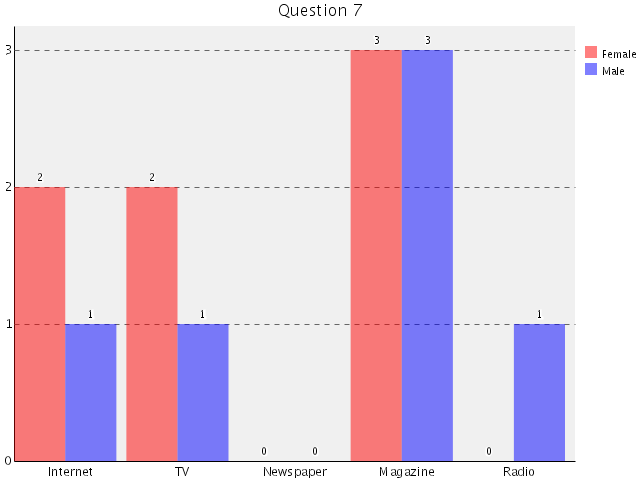 Question 7
3
2
1
0
2
1
2
1
0
0
3
3
0
1
Internet
TV
Newspaper
Magazine
Radio
Female
Male